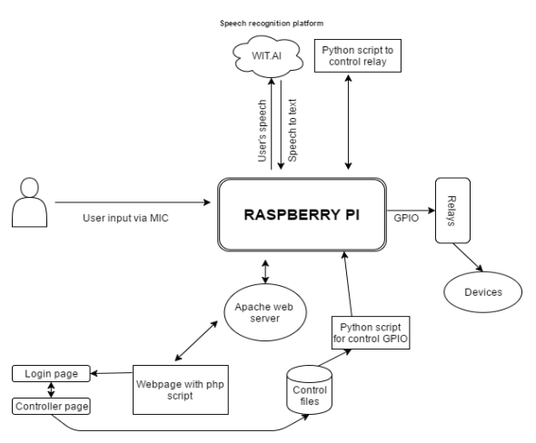 Speech recognition platform
WIT.AI
Python script to
control relay
User's speech
Speech to text
User input via MIC
RASPBERRY PI
GPIO
Relays
Devices
Apache web
server
Python script
for control GPIO
Login page
Controller page
Webpage with php
script
Control
files